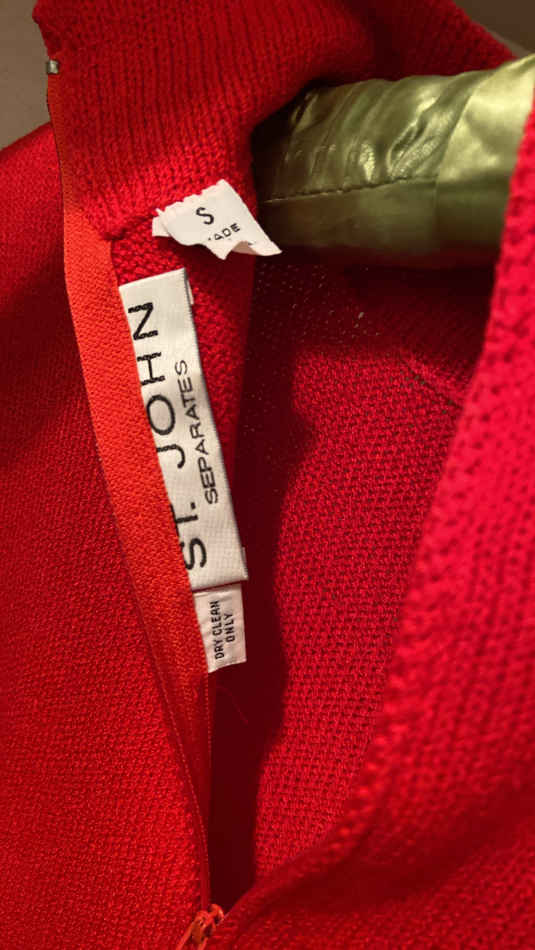 S
ST. JOHN
SEPARATES
DRY CLEAN
ONLY